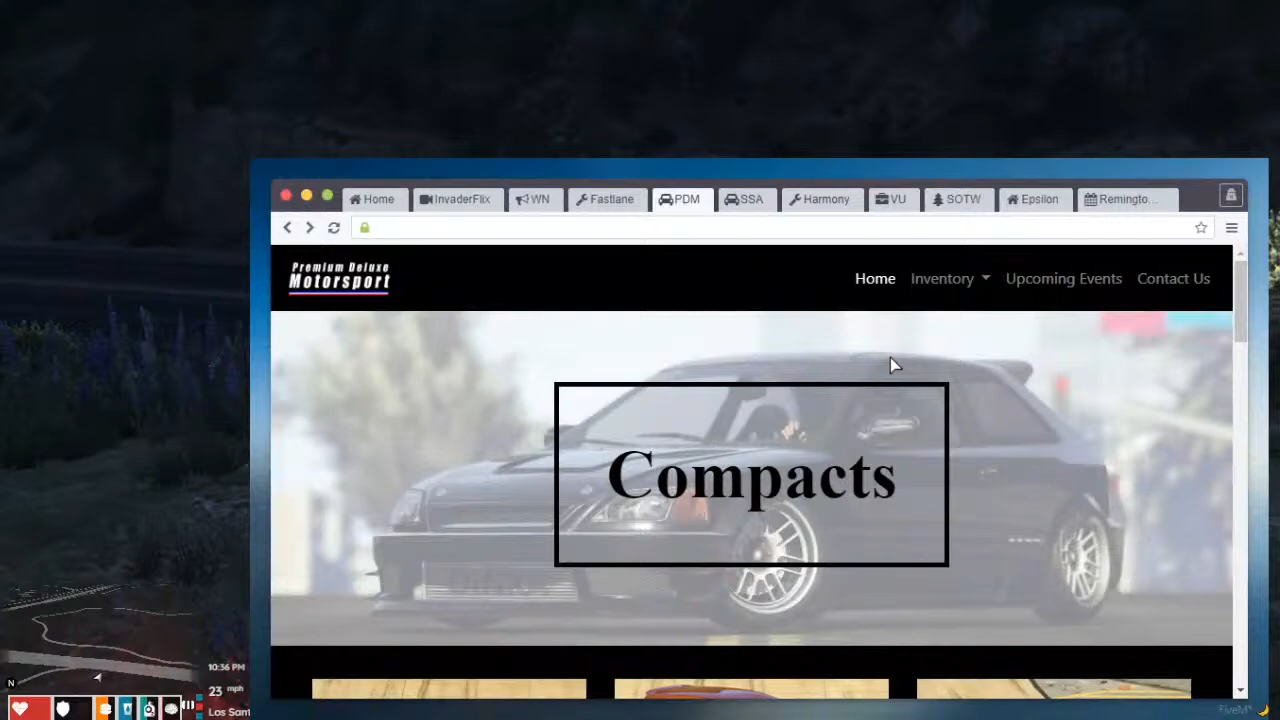 Home InvaderFlix WN Fastlane PDM SSA Harmony VU SOTW Epsilon Remingto...
Premium Deluxe
Motorsport
Home Inventory Upcoming Events Contact Us
Compacts
N
10:36 PM
23 mph
Los Sant
FiveM